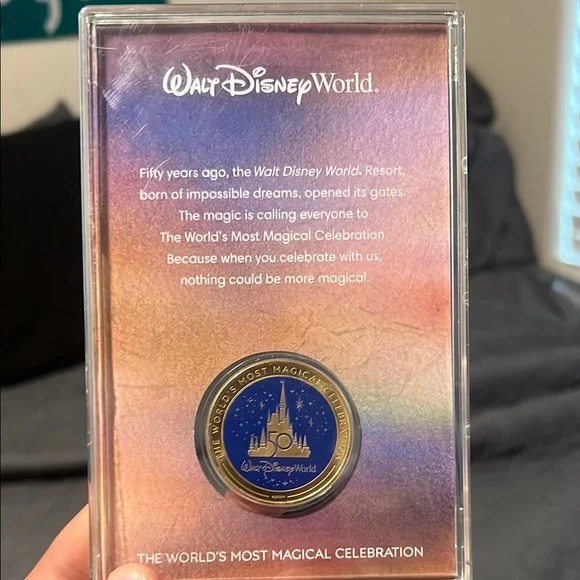 Walt Disney World.
Fifty years ago, the Walt Disney World. Resort,
born of impossible dreams, opened its gates.
The magic is calling everyone to
The World's Most Magical Celebration.
Because when you celebrate with us,
nothing could be more magical.
THE WORLD'S MOST MAGICAL CELEBRATION
50
Walt Disney World
THE WORLD'S MOST MAGICAL CELEBRATION